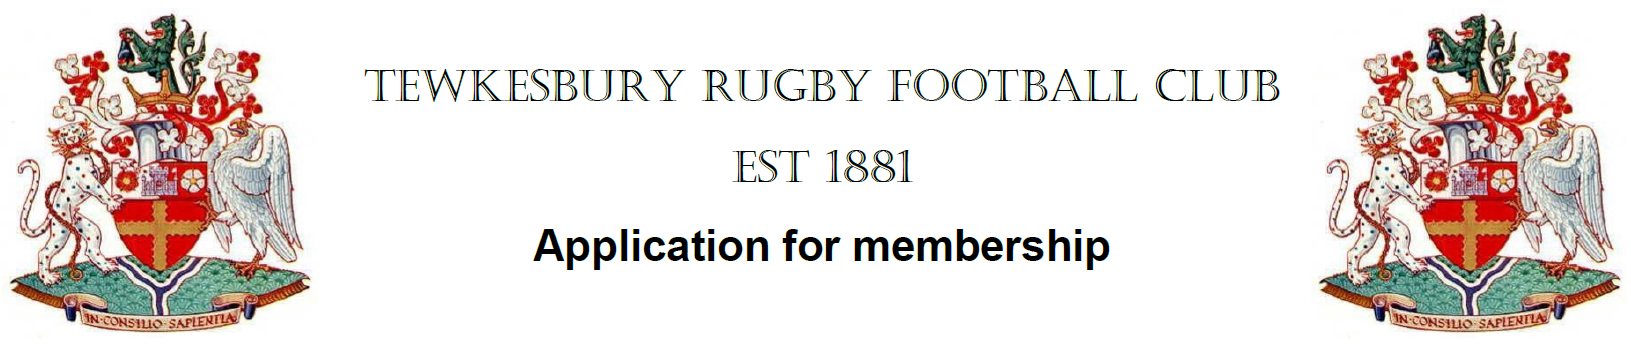 TEWKESBURY RUGBY FOOTBALL CLUB
EST 1881
Application for membership
IN·CONSILIO·SAPIENTIA
IN·CONSILIO·SAPIENTIA